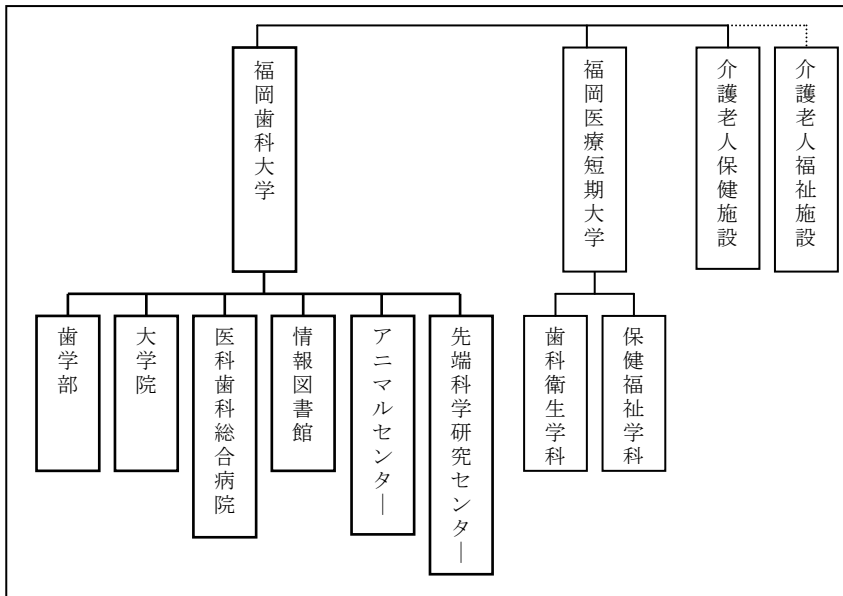 福岡歯科大学
福岡医療短期大学
介護老人保健施設
介護老人福祉施設
歯学部
大学院
医科歯科総合病院
情報図書館
アニマルセンター
先端科学研究センター
歯科衛生学科
保健福祉学科